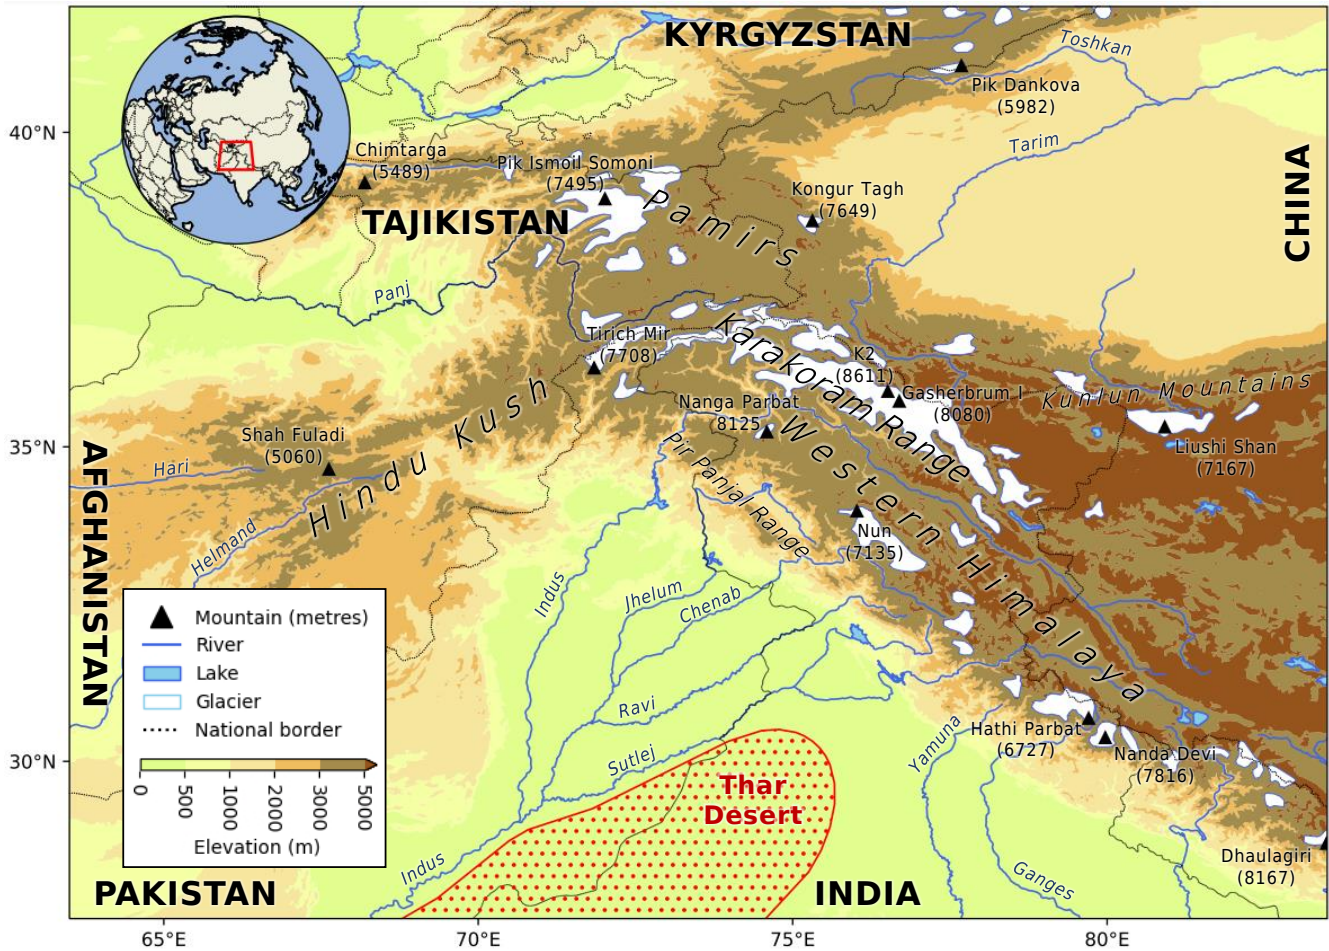 KYRGYZSTAN
Toshkan
Pik Dankova
(5982)
40°N
Tarim
Chimtarga
(5489)
Pik Ismoil Somoni
(7495)
Kongur Tagh
(7649)
CHINA
TAJIKISTAN
Pamirs
Panj
Tirich Mir
(7708)
Karakoram Range
K2
(8611)
Gasherbrum I
(8080)
Kunlun Mountains
Nanga Parbat
8125
Liushi Shan
(7167)
35°N
Shah Fuladi
(5060)
Hindu Kush
Hari
Helmand
AFGHANISTAN
Pir Panjal Range
Western Himalaya
Nun
(7135)
Indus
Jhelum
Chenab
Ravi
Sutlej
Mountain (metres)
River
Lake
Glacier
National border
0
500
1000
2000
3000
5000
Elevation (m)
30°N
Yamuna
Hathi Parbat
(6727)
Nanda Devi
(7816)
Thar
Desert
Dhaulagiri
(8167)
Indus
Ganges
PAKISTAN
INDIA
65°E
70°E
75°E
80°E